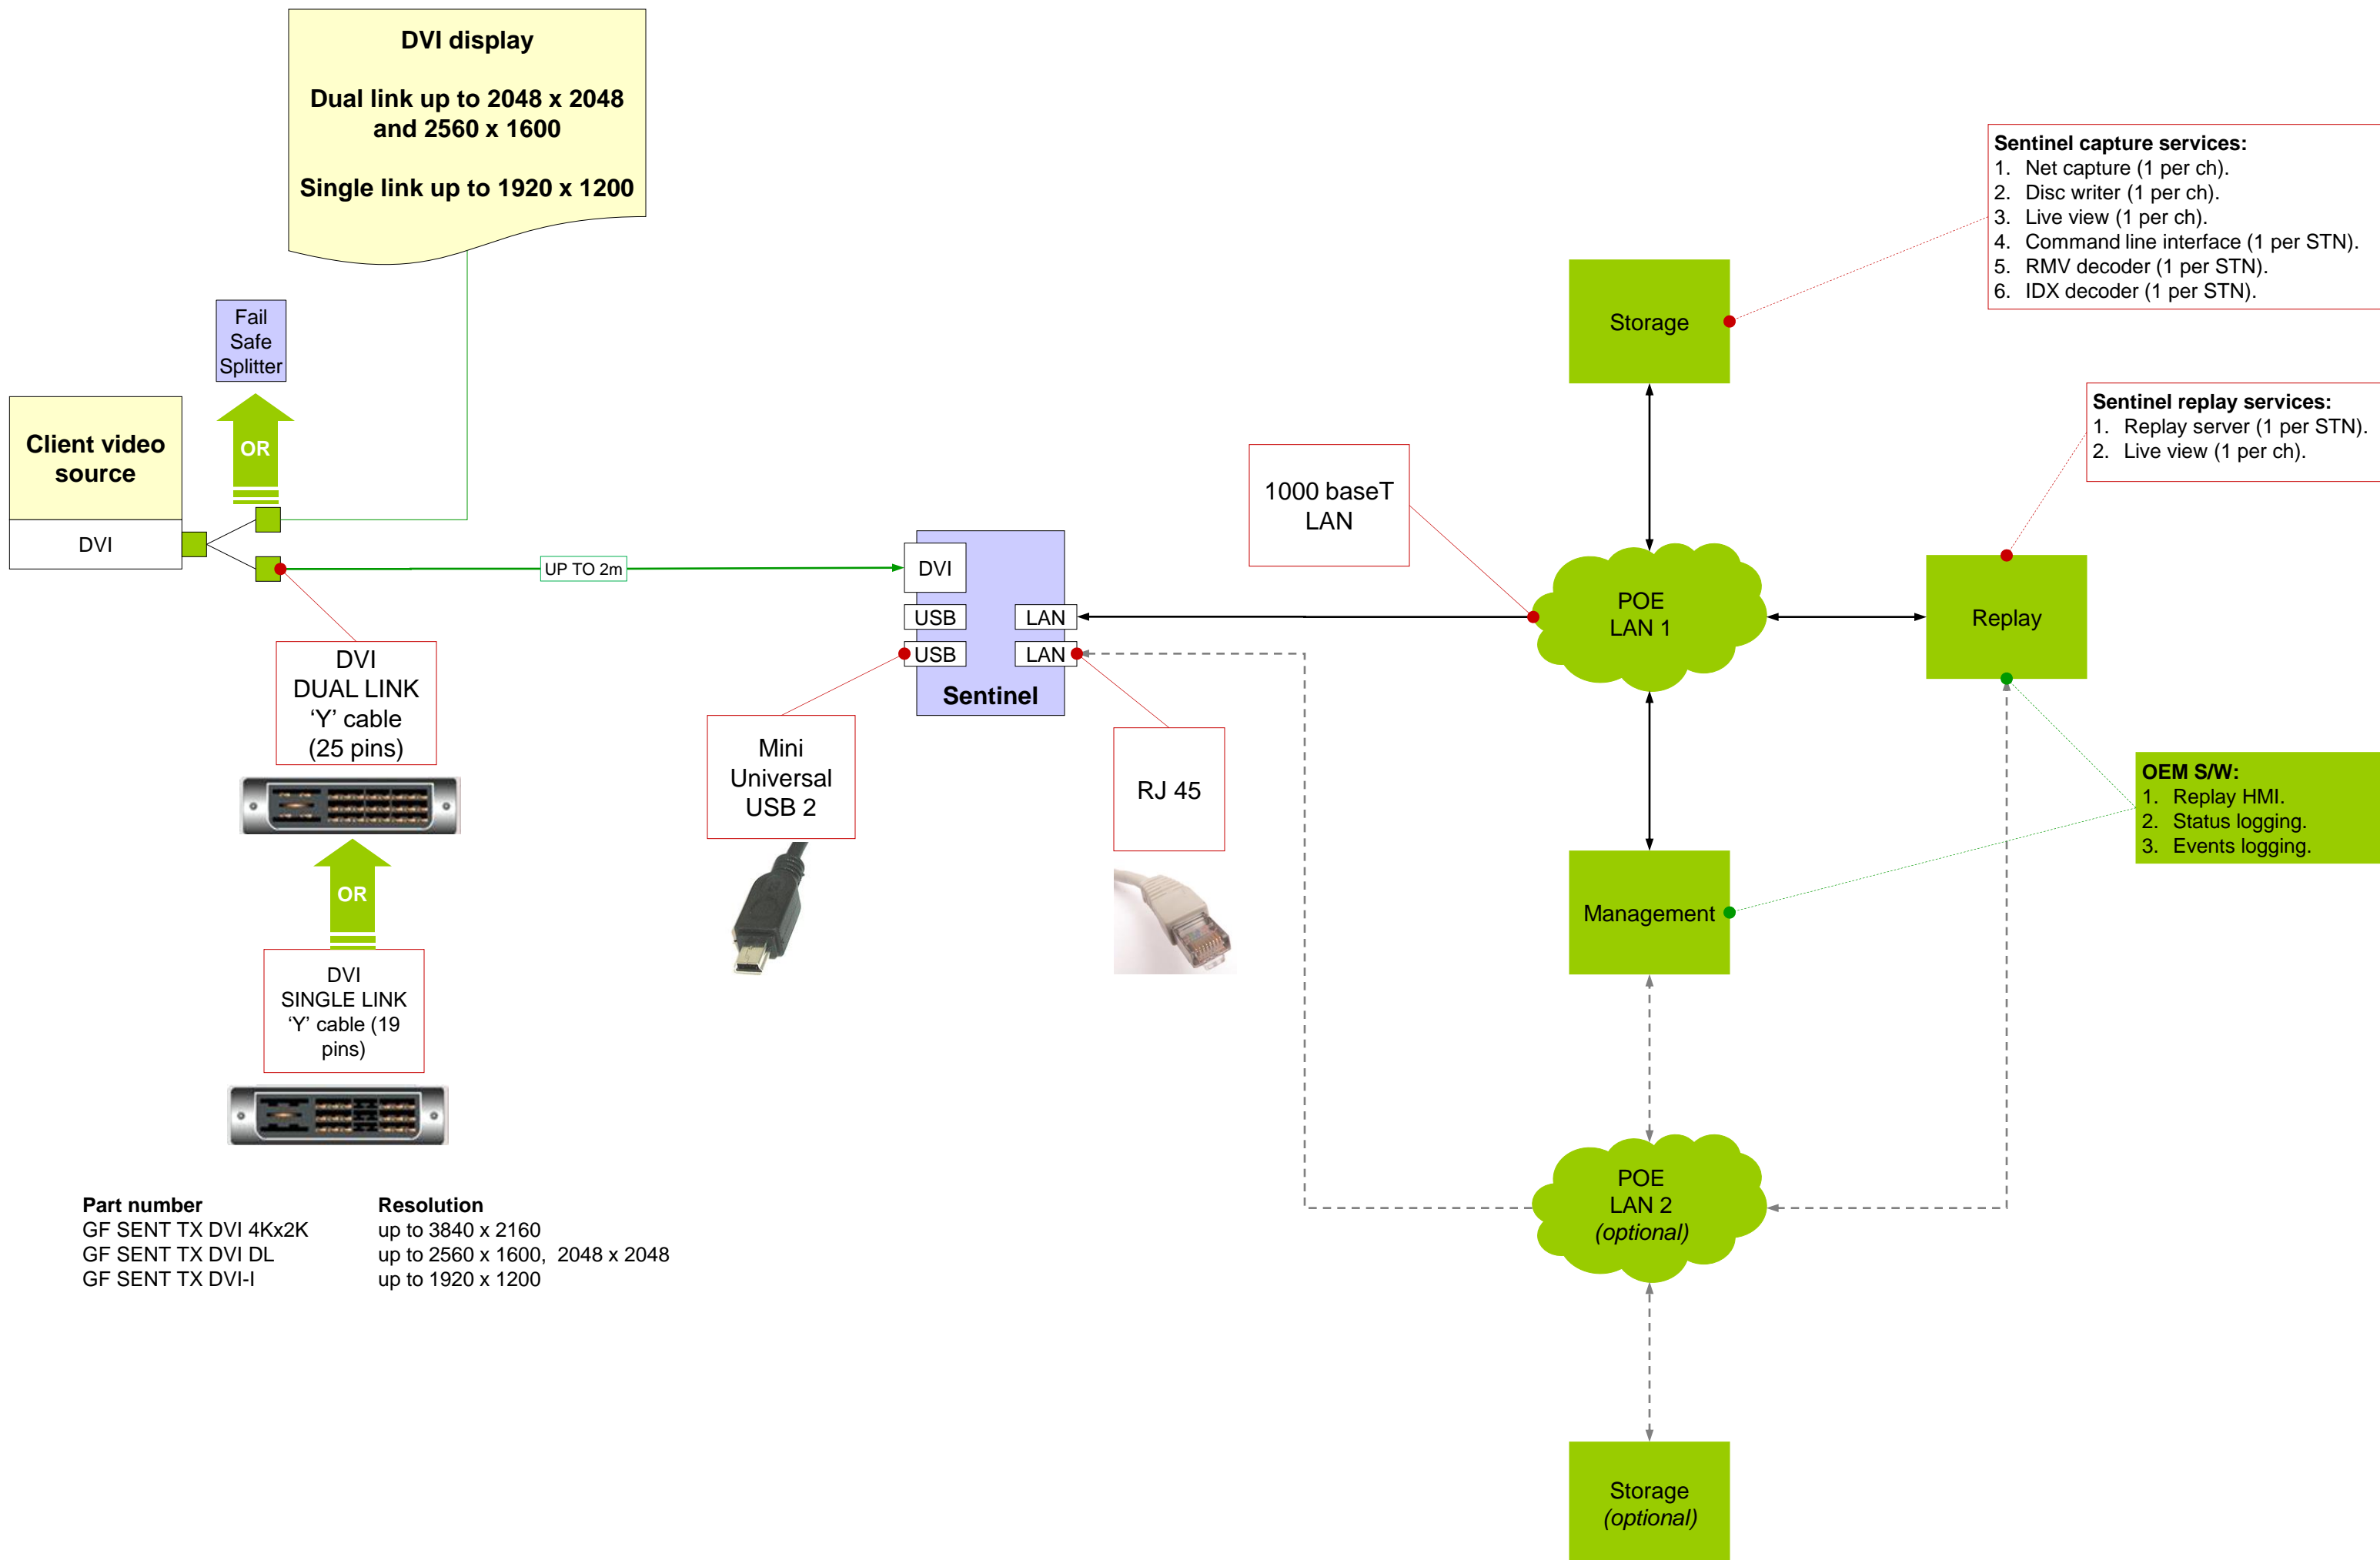 DVI display
Dual link up to 2048 x 2048
and 2560 x 1600
Single link up to 1920 x 1200
Fail
Safe
Splitter
OR
Client video
source
DVI
UP TO 2m
DVI
DUAL LINK
‘Y’ cable
(25 pins)
OR
DVI
SINGLE LINK
‘Y’ cable (19
pins)
DVI
USB
USB
LAN
LAN
Sentinel
Mini
Universal
USB 2
RJ 45
1000 baseT
LAN
Storage
POE
LAN 1
Replay
Management
POE
LAN 2
(optional)
Storage
(optional)
Sentinel capture services:
1. Net capture (1 per ch).
2. Disc writer (1 per ch).
3. Live view (1 per ch).
4. Command line interface (1 per STN).
5. RMV decoder (1 per STN).
6. IDX decoder (1 per STN).
Sentinel replay services:
1. Replay server (1 per STN).
2. Live view (1 per ch).
OEM S/W:
1. Replay HMI.
2. Status logging.
3. Events logging.
Part number Resolution
GF SENT TX DVI 4Kx2K up to 3840 x 2160
GF SENT TX DVI DL up to 2560 x 1600, 2048 x 2048
GF SENT TX DVI-I up to 1920 x 1200